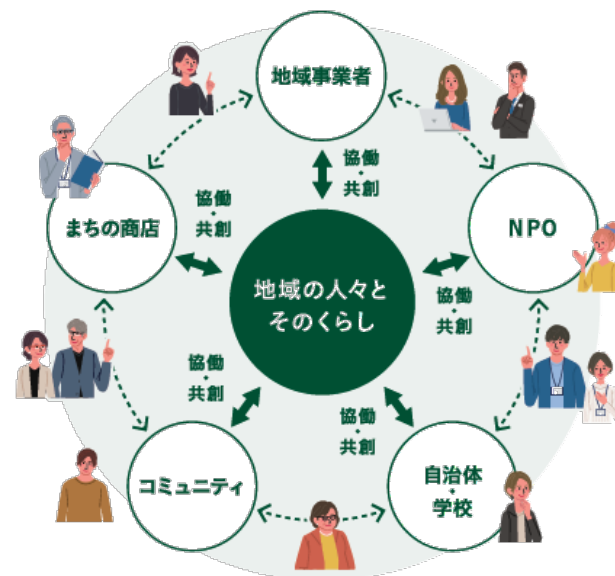 地域事業者
協働・
共創
まちの商店
協働・
共創
NPO
地域の人々と
そのくらし
協働・
共創
協働・
共創
協働・
共創
コミュニティ
自治体・
学校